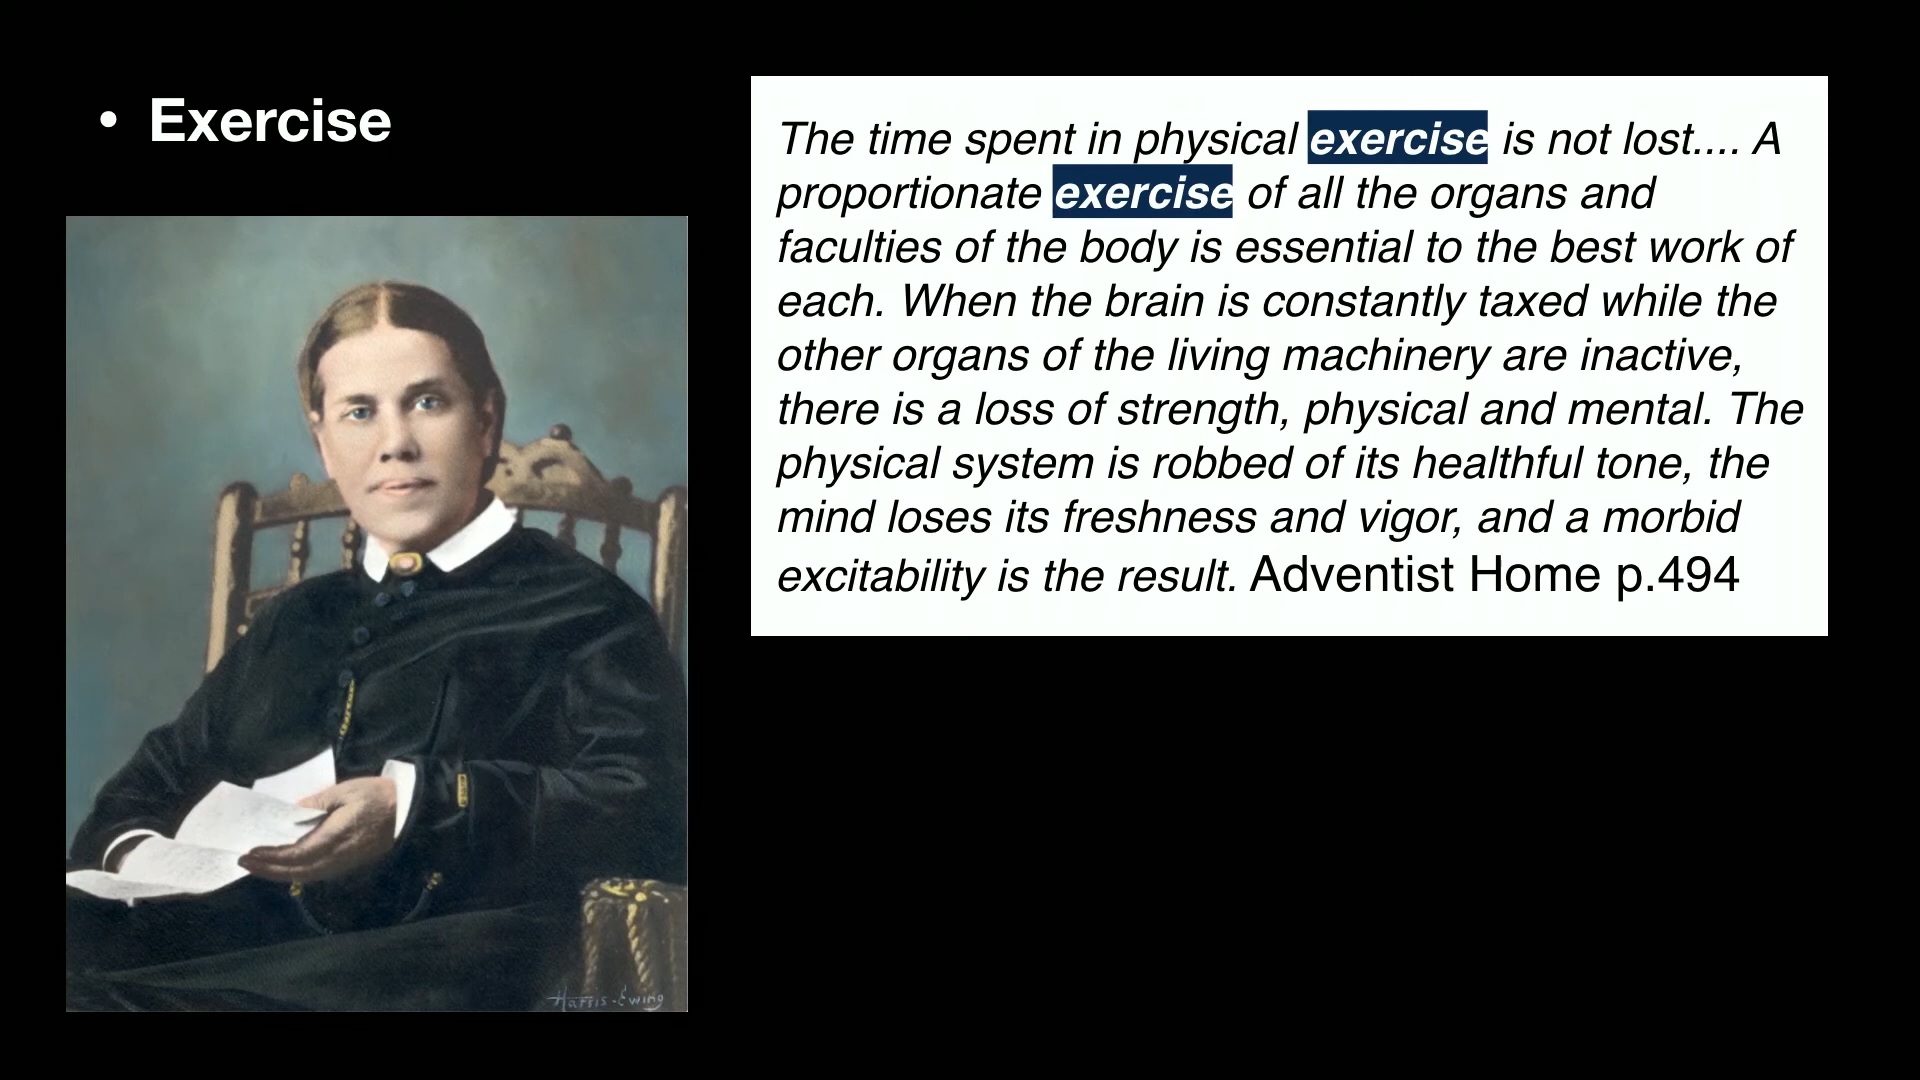 • Exercise
The time spent in physical exercise is not lost.... A
proportionate exercise of all the organs and
faculties of the body is essential to the best work of
each. When the brain is constantly taxed while the
other organs of the living machinery are inactive,
there is a loss of strength, physical and mental. The
physical system is robbed of its healthful tone, the
mind loses its freshness and vigor, and a morbid
excitability is the result. Adventist Home p.494
Harris-Ewing